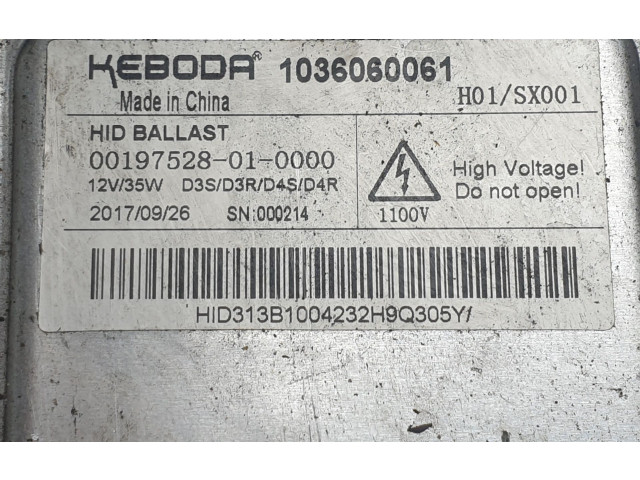 KEBODA® 1036060061
Made in China H01/SX001
HID BALLAST
00197528-01-0000
12V/35W D3S/D3R/D4S/D4R
2017/09/26 SN:000214
1100V
High Voltage!
Do not open!
HID313B1004232H9Q305Y/